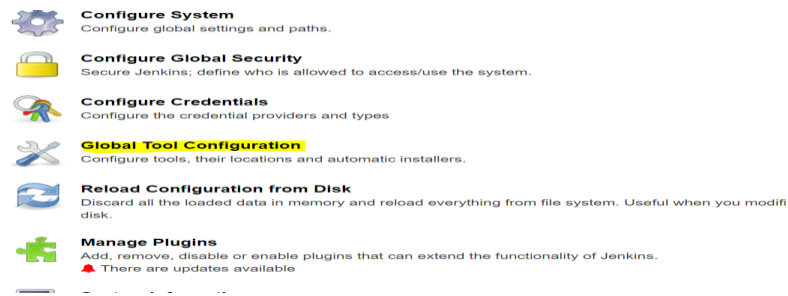 Configure System
Configure global settings and paths.
Configure Global Security
Secure Jenkins; define who is allowed to access/use the system.
Configure Credentials
Configure the credential providers and types
Global Tool Configuration
Configure tools, their locations and automatic installers.
Reload Configuration from Disk
Discard all the loaded data in memory and reload everything from file system. Useful when you modifi
disk.
Manage Plugins
Add, remove, disable or enable plugins that can extend the functionality of Jenkins.
There are updates available